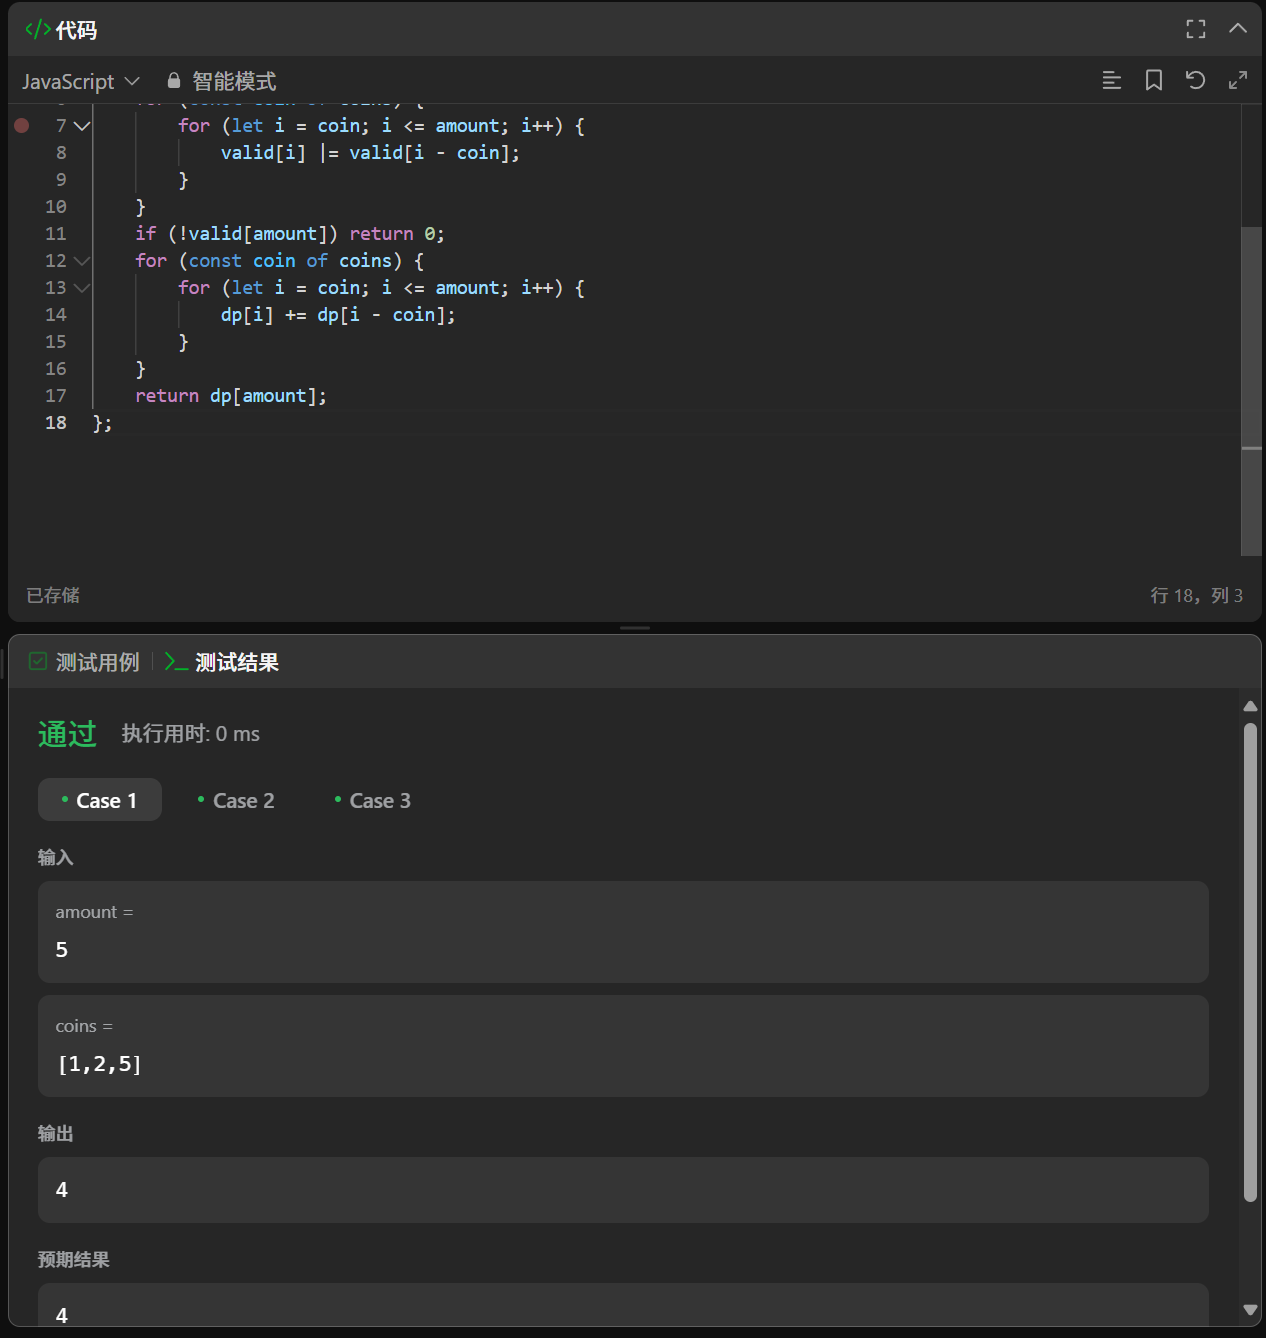 </> 代码
JavaScript 智能模式
7 for (let i = coin; i <= amount; i++) {
8 valid[i] |= valid[i - coin];
9 }
10 }
11 if (!valid[amount]) return 0;
12 for (const coin of coins) {
13 for (let i = coin; i <= amount; i++) {
14 dp[i] += dp[i - coin];
15 }
16 }
17 return dp[amount];
18 };
已存储 行 18，列 3
测试用例 | >_ 测试结果
通过 执行用时: 0 ms
• Case 1 • Case 2 • Case 3
输入
amount =
5
coins =
[1,2,5]
输出
4
预期结果
4